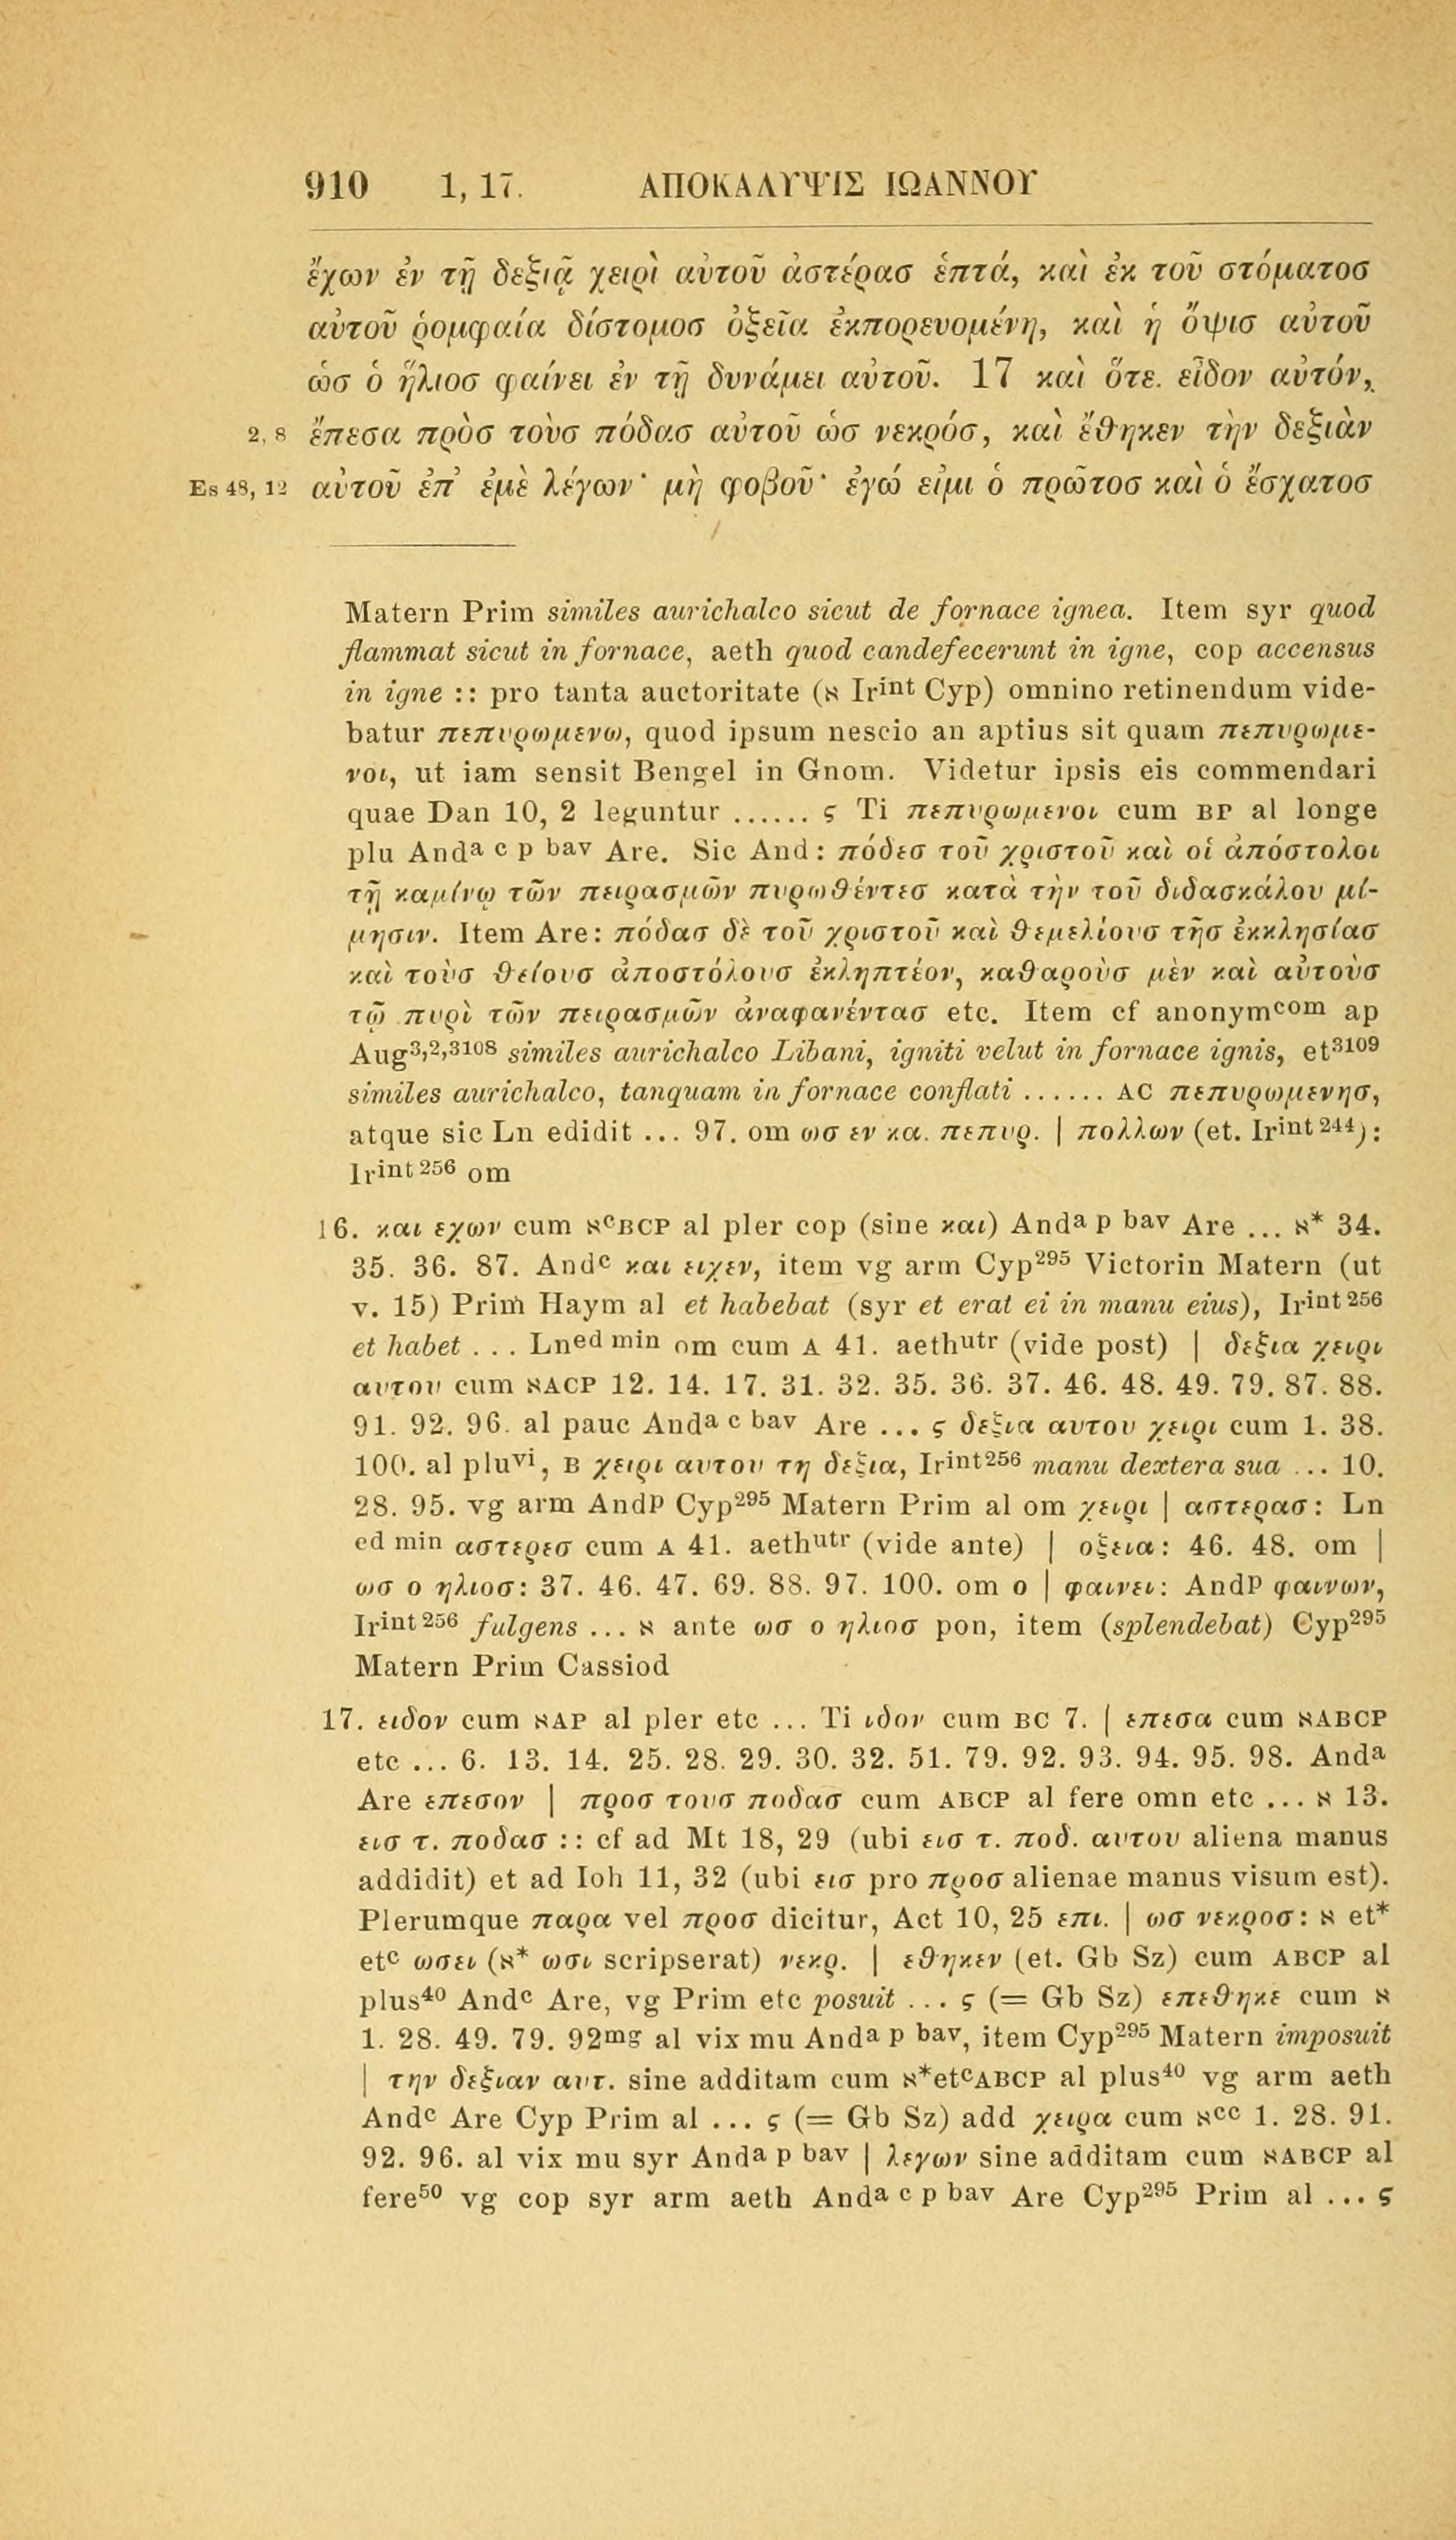 910 1, 17. ΑΠΟΚΑΛΥΨΙΣ ΙΩΑΝΝΟΥ
ἔχων ἐν τῇ δεξιᾷ χειρὶ αὐτοῦ ἀστέρασ ἑπτά, καὶ ἐκ τοῦ στόματοσ
αὐτοῦ ῥομφαία δίστομοσ ὀξεῖα ἐκπορευομένη, καὶ ἡ ὄψισ αὐτοῦ
ὡσ ὁ ἥλιοσ φαίνει ἐν τῇ δυνάμει αὐτοῦ. 17 καὶ ὅτε. εἶδον αὐτόν,
2, 8 ἔπεσα πρὸσ τοὺσ πόδασ αὐτοῦ ὡσ νεκρόσ, καὶ ἔθηκεν τὴν δεξιὰν
Es 48, 12 αὐτοῦ ἐπ’ ἐμὲ λέγων· μὴ φοβοῦ· ἐγώ εἰμι ὁ πρῶτοσ καὶ ὁ ἔσχατοσ
Matern Prim similes aurichalco sicut de fornace ignea. Item syr quod
flammat sicut in fornace, aeth quod candefecerunt in igne, cop accensus
in igne :: pro tanta auctoritate (ℵ Irint Cyp) omnino retinendum vide-
batur πεπυρωμενω, quod ipsum nescio an aptius sit quam πεπυρωμε-
νοι, ut iam sensit Bengel in Gnom. Videtur ipsis eis commendari
quae Dan 10, 2 leguntur ...... ς Ti πεπυρωμενοι cum BP al longe
plu Anda c p bav Are. Sic And: πόδεσ τοῦ χριστοῦ καὶ οἱ ἀπόστολοι
τῇ καμίνῳ τῶν πειρασμῶν πυρωθέντεσ κατὰ τὴν τοῦ διδασκάλου μί-
μησιν. Item Are: πόδασ δὲ τοῦ χριστοῦ καὶ θεμελίουσ τῆσ ἐκκλησίασ
καὶ τοὺσ θείουσ ἀποστόλουσ ἐκληπτέον, καθαροὺσ μὲν καὶ αὐτοὺσ
τῷ πυρὶ τῶν πειρασμῶν ἀναφανέντασ etc. Item cf anonymcom ap
Aug3,2,3108 similes aurichalco Libani, igniti velut in fornace ignis, et3109
similes aurichalco, tanquam in fornace conflati ...... AC πεπυρωμενησ,
atque sic Ln edidit ... 97. om ωσ εν κα. πεπυρ. | πολλων (et. Irint 244):
Irint 256 om
16. και εχων cum ℵcBCP al pler cop (sine και) Anda p bav Are ... ℵ* 34.
35. 36. 87. Andc και ειχεν, item vg arm Cyp295 Victorin Matern (ut
v. 15) Prim Haym al et habebat (syr et erat ei in manu eius), Irint 256
et habet . . . Lned min om cum A 41. aethutr (vide post) | δεξια χειρι
αυτου cum ℵACP 12. 14. 17. 31. 32. 35. 36. 37. 46. 48. 49. 79. 87. 88.
91. 92. 96. al pauc Anda c bav Are ... ς δεξια αυτου χειρι cum 1. 38.
100. al pluvi, B χειρι αυτου τη δεξια, Irint256 manu dextera sua ... 10.
28. 95. vg arm Andp Cyp295 Matern Prim al om χειρι | αστερασ: Ln
ed min αστερεσ cum A 41. aethutr (vide ante) | οξεια: 46. 48. om |
ωσ ο ηλιοσ: 37. 46. 47. 69. 88. 97. 100. om ο | φαινει: Andp φαινων,
Irint 256 fulgens ... ℵ ante ωσ ο ηλιοσ pon, item (splendebat) Cyp295
Matern Prim Cassiod
17. ειδον cum ℵAP al pler etc ... Ti ιδον cum BC 7. | επεσα cum ℵABCP
etc ... 6. 13. 14. 25. 28. 29. 30. 32. 51. 79. 92. 93. 94. 95. 98. Anda
Are επεσον | προσ τουσ ποδασ cum ABCP al fere omn etc ... ℵ 13.
εισ τ. ποδασ :: cf ad Mt 18, 29 (ubi εισ τ. ποδ. αυτου aliena manus
addidit) et ad Ioh 11, 32 (ubi εισ pro προσ alienae manus visum est).
Plerumque παρα vel προσ dicitur, Act 10, 25 επι. | ωσ νεκροσ: ℵ et*
etc ωσει (ℵ* ωσι scripserat) νεκρ. | εθηκεν (et. Gb Sz) cum ABCP al
plus40 Andc Are, vg Prim etc posuit ... ς (= Gb Sz) επεθηκε cum ℵ
1. 28. 49. 79. 92mg al vix mu Anda p bav, item Cyp295 Matern imposuit
| την δεξιαν αυτ. sine additam cum ℵ*etcABCP al plus40 vg arm aeth
Andc Are Cyp Prim al ... ς (= Gb Sz) add χειρα cum ℵcc 1. 28. 91.
92. 96. al vix mu syr Anda p bav | λεγων sine additam cum ℵABCP al
fere50 vg cop syr arm aeth Anda c p bav Are Cyp295 Prim al ... ς